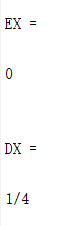 EX =
0
DX =
1/4